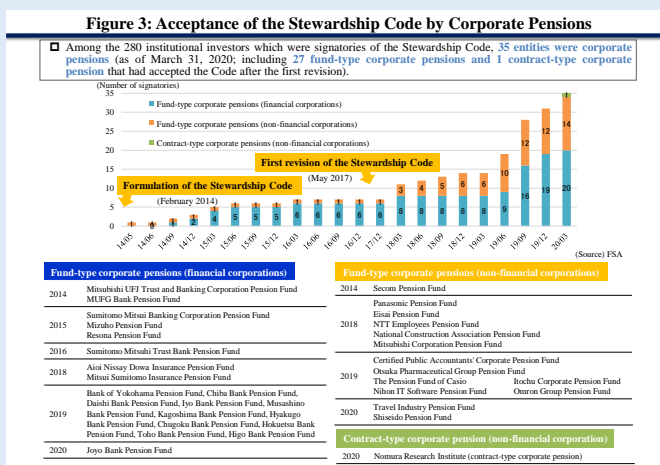 Figure 3: Acceptance of the Stewardship Code by Corporate Pensions
Among the 280 institutional investors which were signatories of the Stewardship Code, 35 entities were corporate
pensions (as of March 31, 2020; including 27 fund-type corporate pensions and 1 contract-type corporate
pension that had accepted the Code after the first revision).
(Number of signatories)
35
30
25
20
15
10
5
0
Fund-type corporate pensions (financial corporations)
Fund-type corporate pensions (non-financial corporations)
Contract-type corporate pensions (non-financial corporations)
First revision of the Stewardship Code
(May 2017)
Formulation of the Stewardship Code
(February 2014)
1 1 1 1 1 1 1 1 1 1 1 3 4 5 6 6 10 12 12 14 1
1 2 4 5 5 5 6 6 6 6 6 8 8 8 8 8 9 16 19 20
14/05 14/06 14/09 14/12 15/03 15/06 15/09 15/12 16/03 16/06 16/09 16/12 17/12 18/03 18/06 18/09 18/12 19/03 19/06 19/09 19/12 20/03
(Source) FSA
Fund-type corporate pensions (financial corporations)
2014 Mitsubishi UFJ Trust and Banking Corporation Pension Fund
MUFG Bank Pension Fund
2015 Sumitomo Mitsui Banking Corporation Pension Fund
Mizuho Pension Fund
Resona Pension Fund
2016 Sumitomo Mitsuhi Trust Bank Pension Fund
2018 Aioi Nissay Dowa Insurance Pension Fund
Mitsui Sumitomo Insurance Pension Fund
2019 Bank of Yokohama Pension Fund, Chiba Bank Pension Fund,
Daishi Bank Pension Fund, Iyo Bank Pension Fund, Musashino
Bank Pension Fund, Kagoshima Bank Pension Fund, Hyakugo
Bank Pension Fund, Chugoku Bank Pension Fund, Hokuetsu Bank
Pension Fund, Toho Bank Pension Fund, Higo Bank Pension Fund
2020 Joyo Bank Pension Fund
Fund-type corporate pensions (non-financial corporations)
2014 Secom Pension Fund
2018 Panasonic Pension Fund
Eisai Pension Fund
NTT Employees Pension Fund
National Construction Association Pension Fund
Mitsubishi Corporation Pension Fund
2019 Certified Public Accountants' Corporate Pension Fund
Otsuka Pharmaceutical Group Pension Fund
The Pension Fund of Casio Itochu Corporate Pension Fund
Nihon IT Software Pension Fund Omron Group Pension Fund
2020 Travel Industry Pension Fund
Shiseido Pension Fund
Contract-type corporate pension (non-financial corporation)
2020 Nomura Research Institute (contract-type corporate pension)